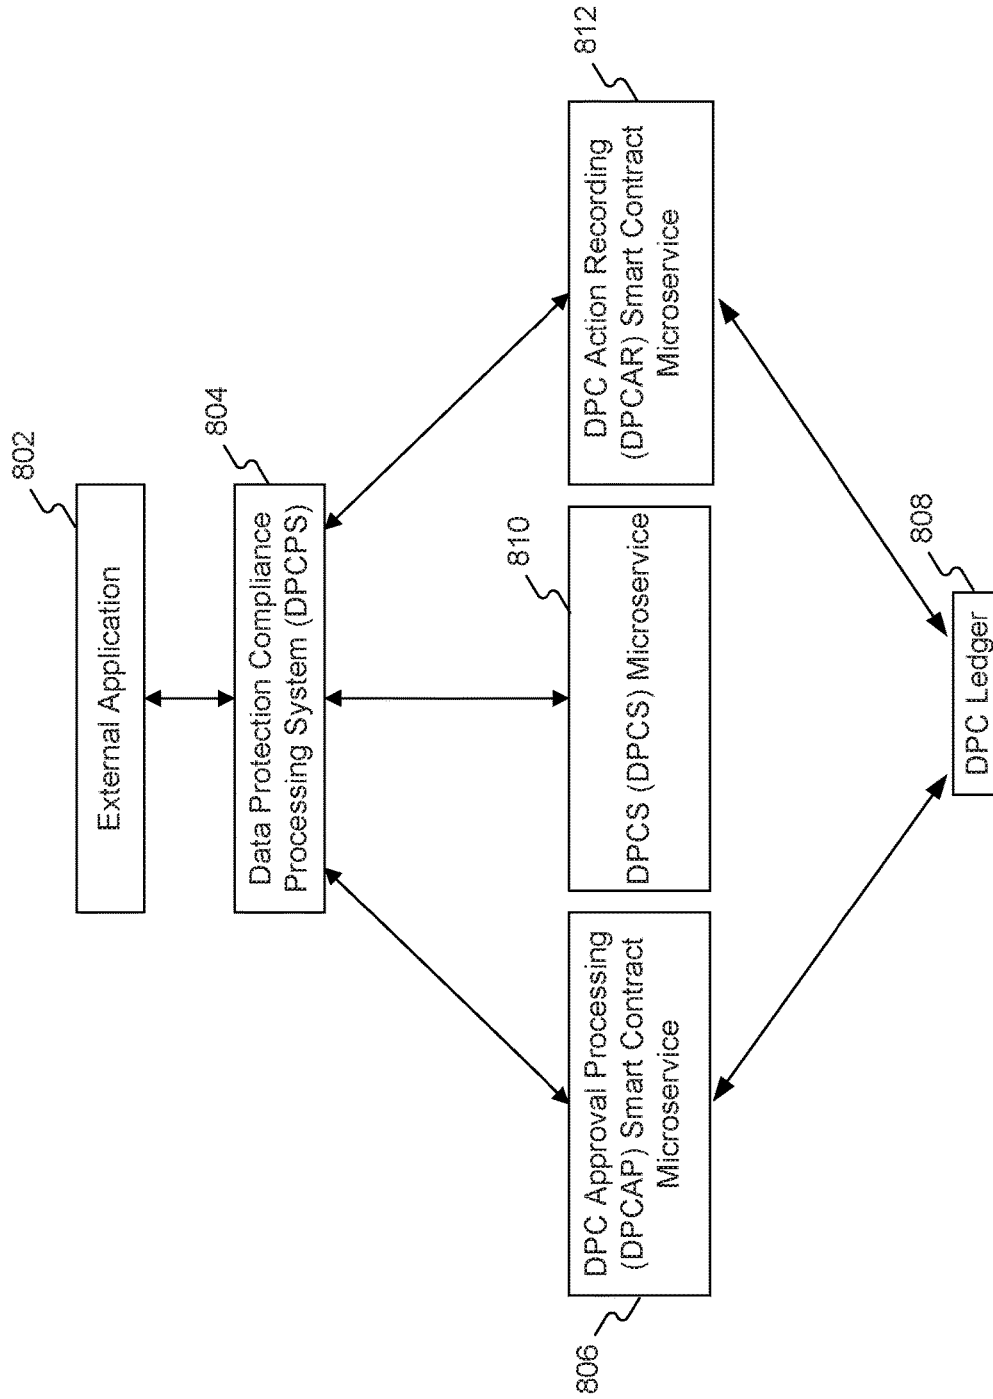 802
External Application
804
Data Protection Compliance
Processing System (DPCPS)
806
DPC Approval Processing
(DPCAP) Smart Contract
Microservice
810
DPCS (DPCS) Microservice
812
DPC Action Recording
(DPCAR) Smart Contract
Microservice
808
DPC Ledger